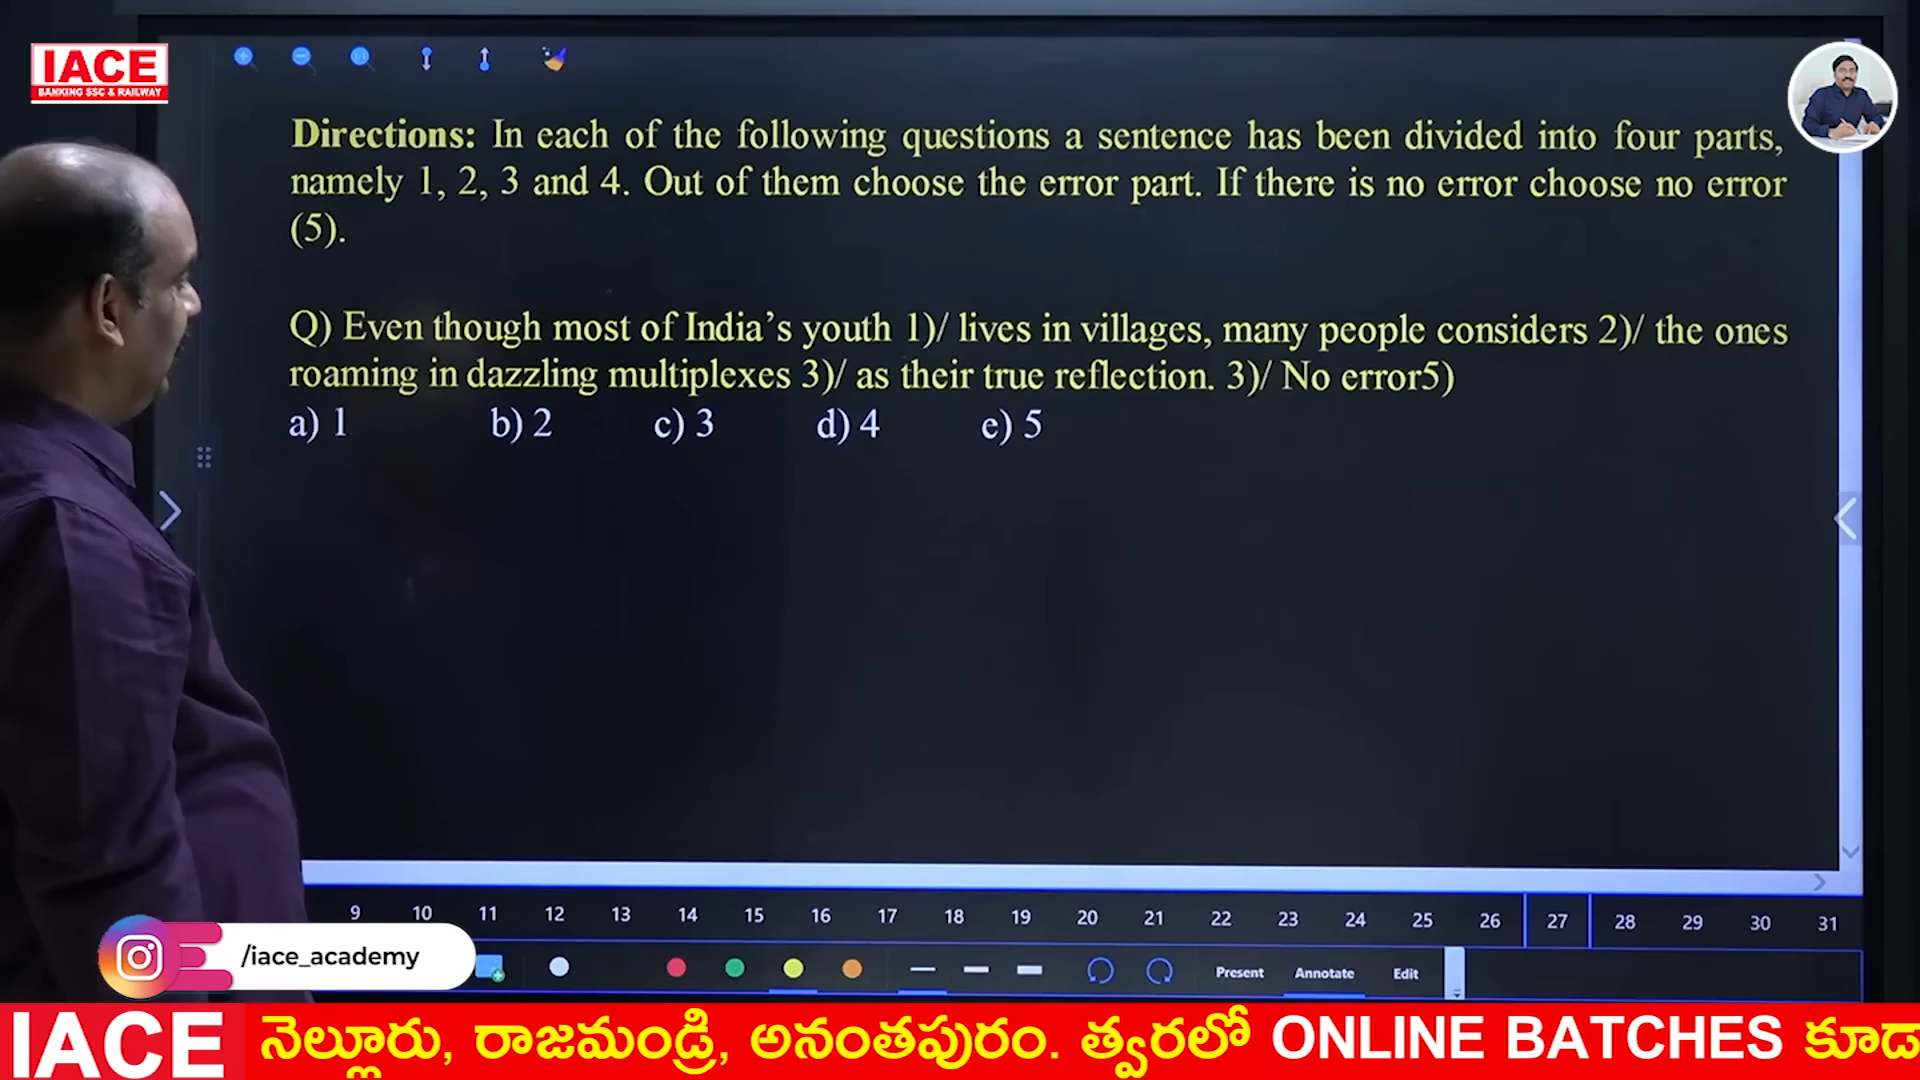 IACE
BANKING SSC & RAILWAY
Directions: In each of the following questions a sentence has been divided into four parts,
namely 1, 2, 3 and 4. Out of them choose the error part. If there is no error choose no error
(5).
Q) Even though most of India's youth 1)/ lives in villages, many people considers 2)/ the ones
roaming in dazzling multiplexes 3)/ as their true reflection. 3)/ No error5)
a) 1 b) 2 c) 3 d) 4 e) 5
9 10 11 12 13 14 15 16 17 18 19 20 21 22 23 24 25 26 27 28 29 30 31
/iace_academy
Present Annotate Edit
IACE నెల్లూరు, రాజమండ్రి, అనంతపురం. త్వరలో ONLINE BATCHES కూడ